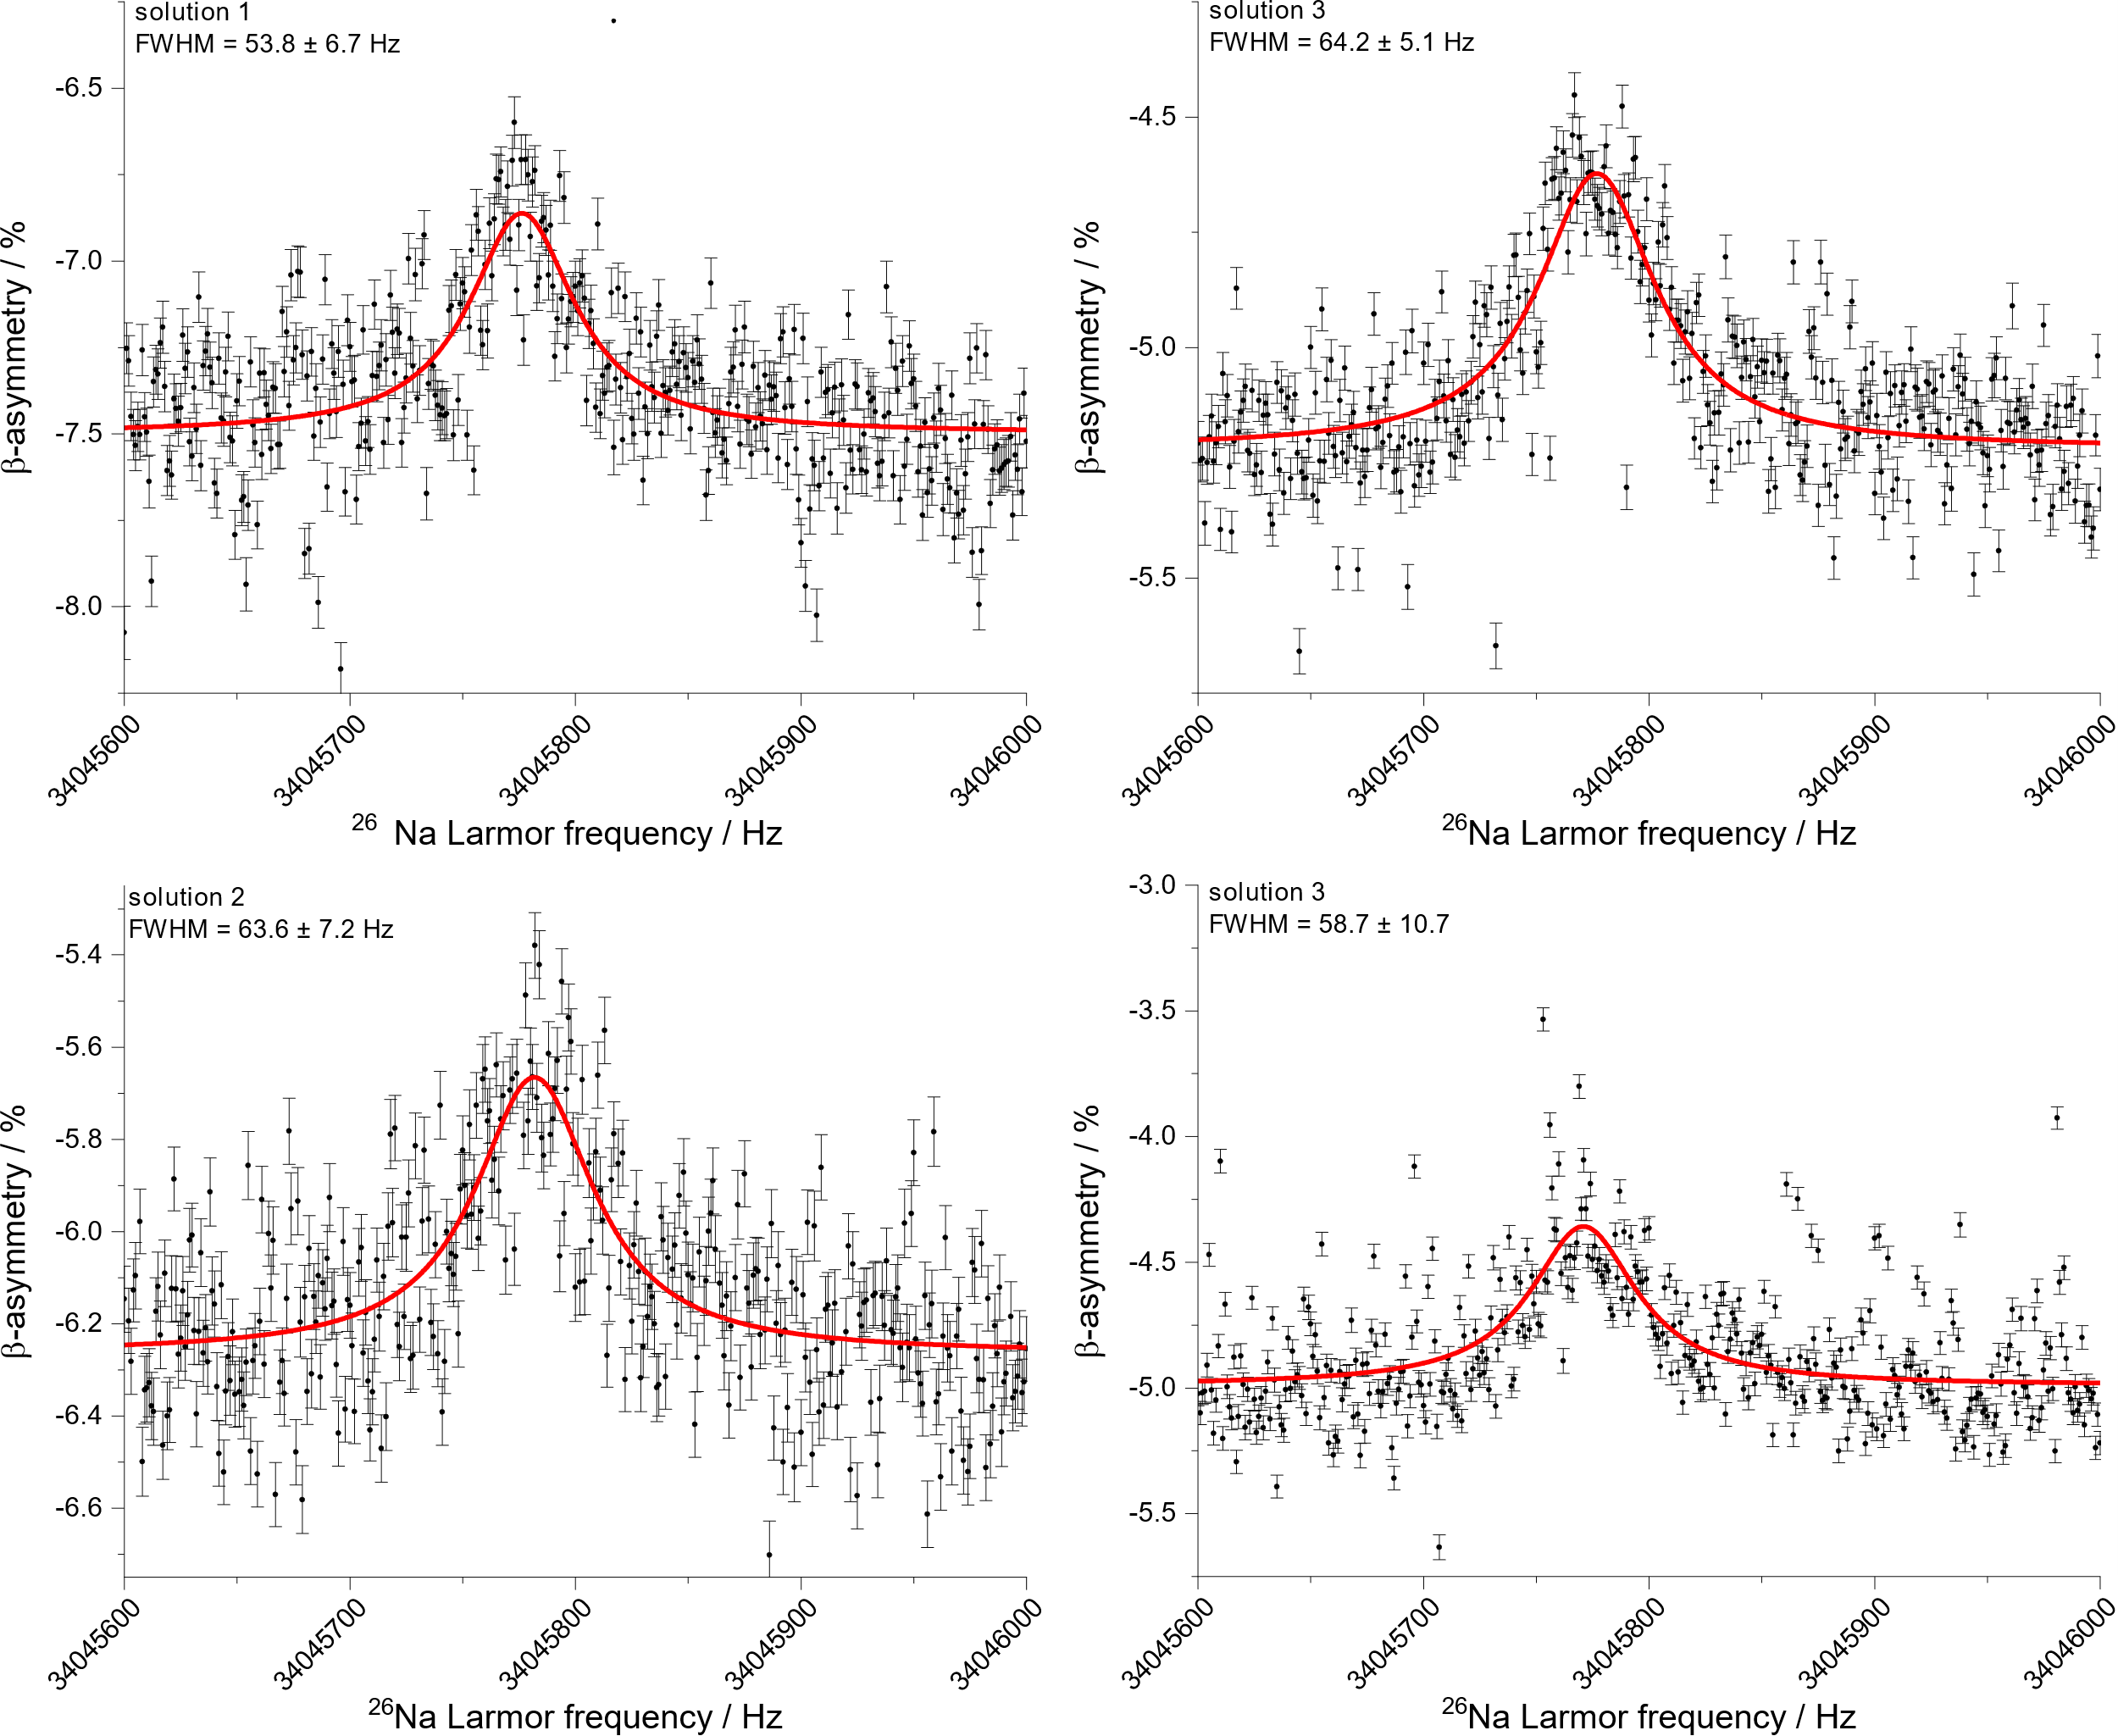 solution 1
FWHM = 53.8 ± 6.7 Hz
-6.5
-7.0
-7.5
-8.0
β-asymmetry / %
34045600
34045700
34045800
34045900
34046000
26 Na Larmor frequency / Hz
solution 3
FWHM = 64.2 ± 5.1 Hz
-4.5
-5.0
-5.5
β-asymmetry / %
34045600
34045700
34045800
34045900
34046000
26Na Larmor frequency / Hz
solution 2
FWHM = 63.6 ± 7.2 Hz
-5.4
-5.6
-5.8
-6.0
-6.2
-6.4
-6.6
β-asymmetry / %
34045600
34045700
34045800
34045900
34046000
26Na Larmor frequency / Hz
solution 3
FWHM = 58.7 ± 10.7
-3.0
-3.5
-4.0
-4.5
-5.0
-5.5
β-asymmetry / %
34045600
34045700
34045800
34045900
34046000
26Na Larmor frequency / Hz